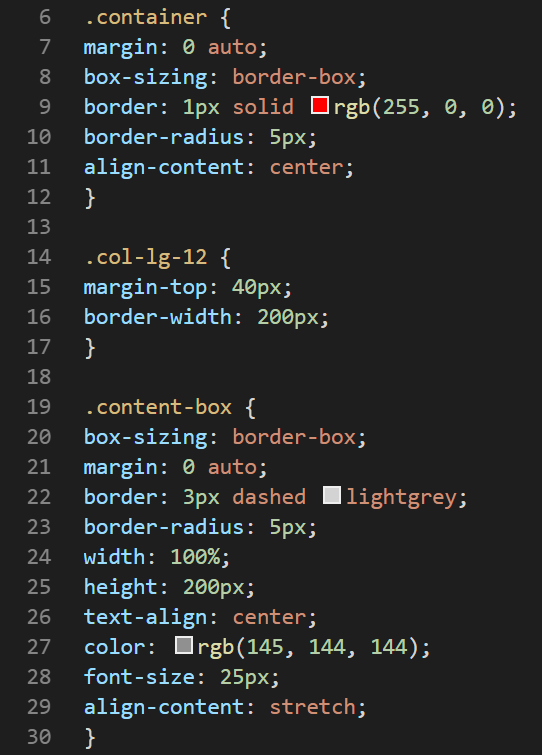 6 .container {
7 margin: 0 auto;
8 box-sizing: border-box;
9 border: 1px solid rgb(255, 0, 0);
10 border-radius: 5px;
11 align-content: center;
12 }
13
14 .col-lg-12 {
15 margin-top: 40px;
16 border-width: 200px;
17 }
18
19 .content-box {
20 box-sizing: border-box;
21 margin: 0 auto;
22 border: 3px dashed lightgrey;
23 border-radius: 5px;
24 width: 100%;
25 height: 200px;
26 text-align: center;
27 color: rgb(145, 144, 144);
28 font-size: 25px;
29 align-content: stretch;
30 }